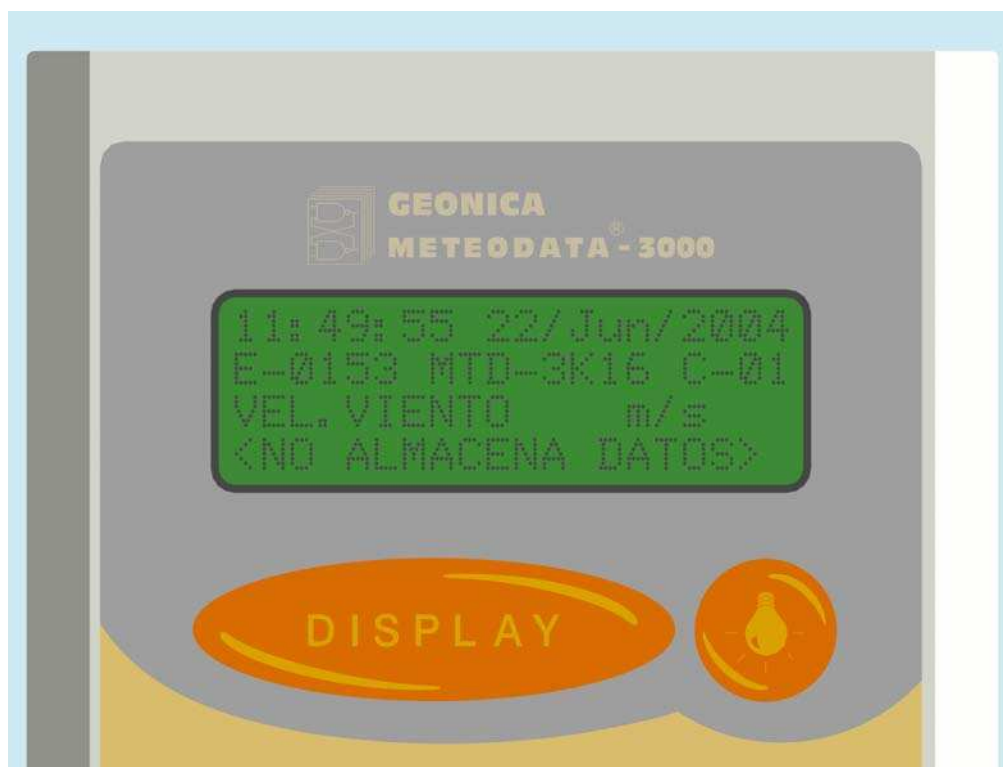 GEONICA
METEODATA®-3000
11:49:55 22/Jun/2004
E-0153 MTD-3K16 C-01
VEL.VIENTO m/s
<NO ALMACENA DATOS>
DISPLAY